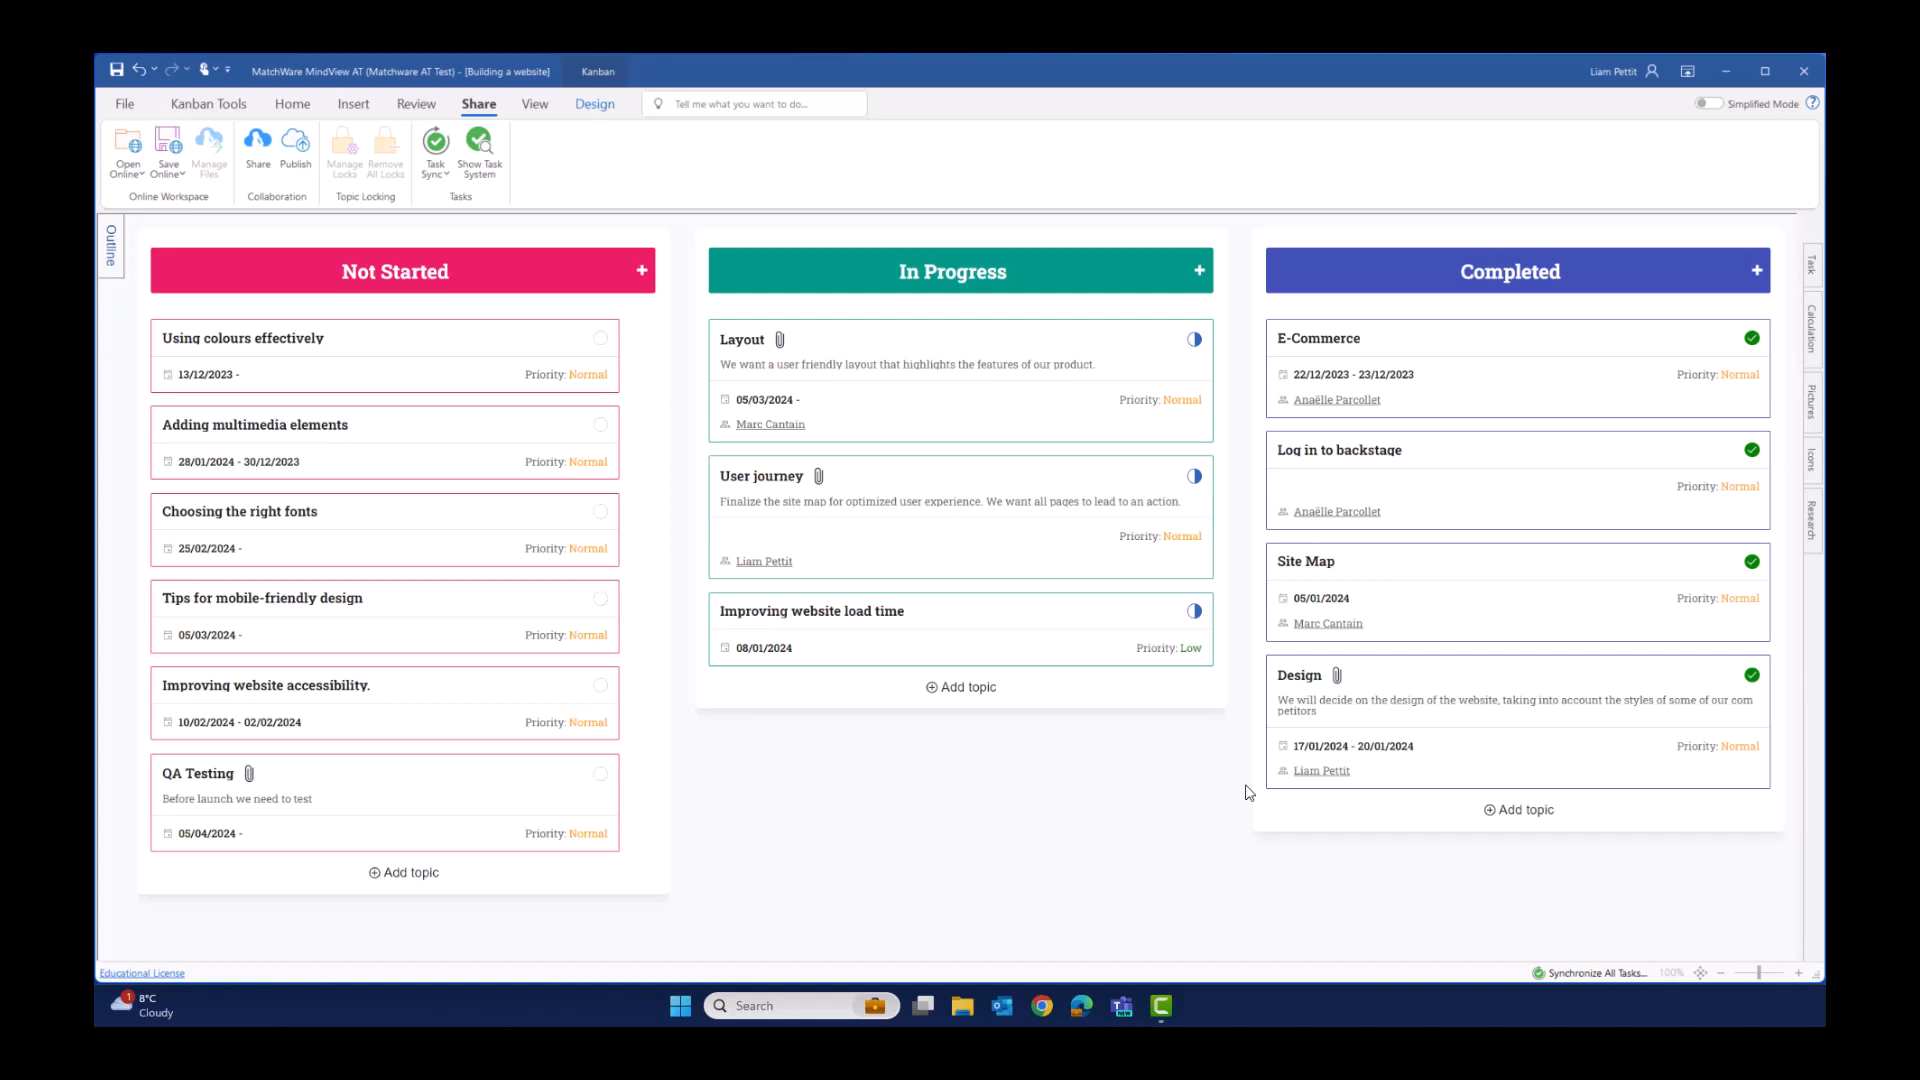 MatchWare MindView AT (Matchware AT Test) - [Building a website]
Kanban
Liam Pettit
File
Kanban Tools
Home
Insert
Review
Share
View
Design
Tell me what you want to do...
Simplified Mode
?
Open Online
Save Online
Manage Files
Online Workspace
Share
Publish
Collaboration
Manage Locks
Remove All Locks
Topic Locking
Task Sync
Show Task System
Tasks
Outline
Not Started +
Using colours effectively
13/12/2023 -
Priority: Normal
Adding multimedia elements
28/01/2024 - 30/12/2023
Priority: Normal
Choosing the right fonts
25/02/2024 -
Priority: Normal
Tips for mobile-friendly design
05/03/2024 -
Priority: Normal
Improving website accessibility.
10/02/2024 - 02/02/2024
Priority: Normal
QA Testing
Before launch we need to test
05/04/2024 -
Priority: Normal
Add topic
In Progress +
Layout
We want a user friendly layout that highlights the features of our product.
05/03/2024 -
Priority: Normal
Marc Cantain
User journey
Finalize the site map for optimized user experience. We want all pages to lead to an action.
Priority: Normal
Liam Pettit
Improving website load time
08/01/2024
Priority: Low
Add topic
Completed +
E-Commerce
22/12/2023 - 23/12/2023
Priority: Normal
Anaëlle Parcollet
Log in to backstage
Priority: Normal
Anaëlle Parcollet
Site Map
05/01/2024
Priority: Normal
Marc Cantain
Design
We will decide on the design of the website, taking into account the styles of some of our com
petitors
17/01/2024 - 20/01/2024
Priority: Normal
Liam Pettit
Add topic
Task
Calculation
Pictures
Icons
Research
Educational License
Synchronize All Tasks...
100%
1
8°C
Cloudy
Search
NEW